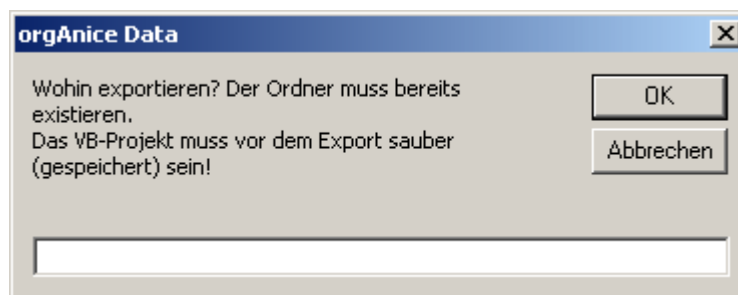 orgAnice Data
Wohin exportieren? Der Ordner muss bereits
existieren.
Das VB-Projekt muss vor dem Export sauber
(gespeichert) sein!
OK
Abbrechen